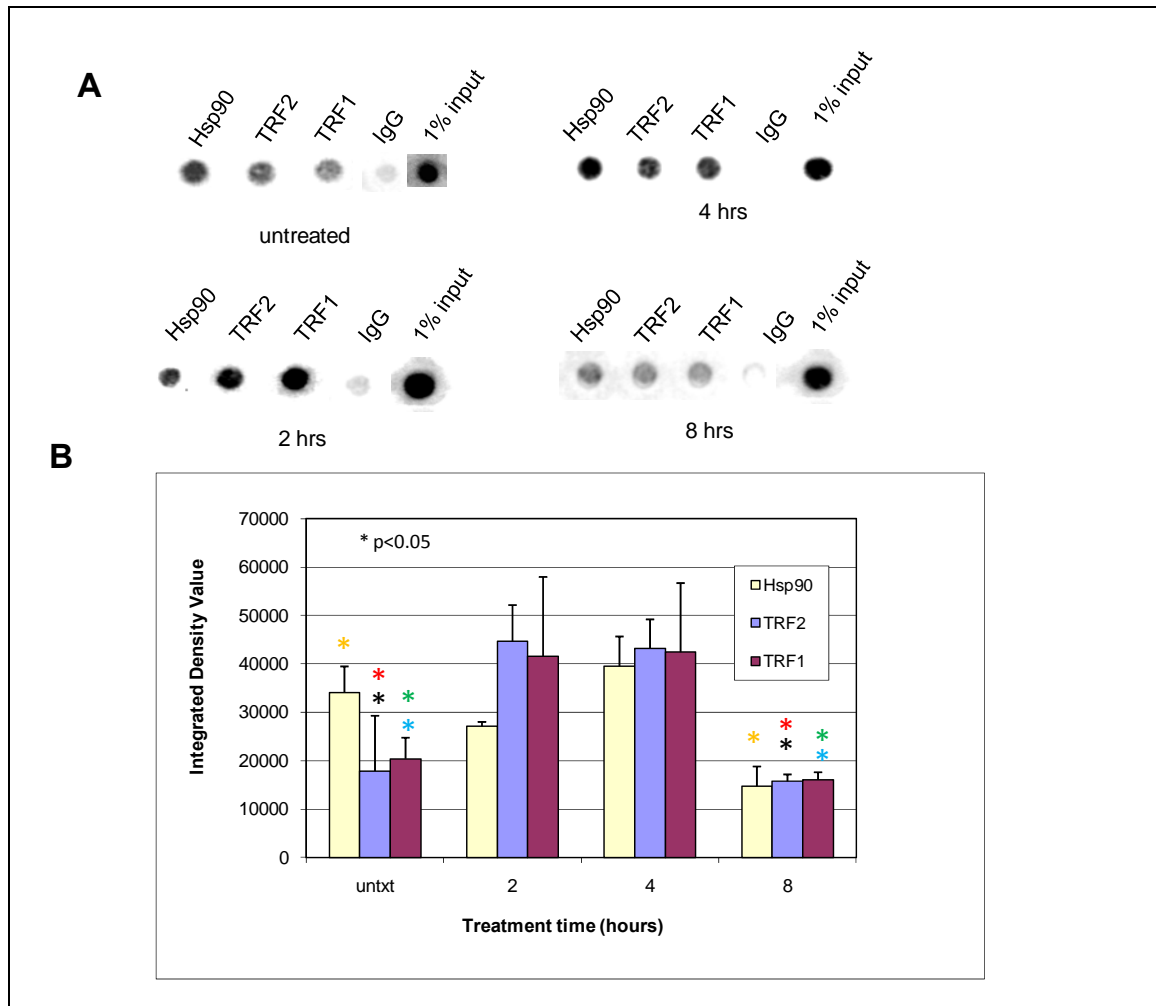 A
Hsp90 TRF2 TRF1 IgG 1% input
untreated
Hsp90 TRF2 TRF1 IgG 1% input
4 hrs
Hsp90 TRF2 TRF1 IgG 1% input
2 hrs
Hsp90 TRF2 TRF1 IgG 1% input
8 hrs
B
Integrated Density Value
70000
60000
50000
40000
30000
20000
10000
0
* p<0.05
* * * * *
* * * * *
Hsp90
TRF2
TRF1
untxt 2 4 8
Treatment time (hours)